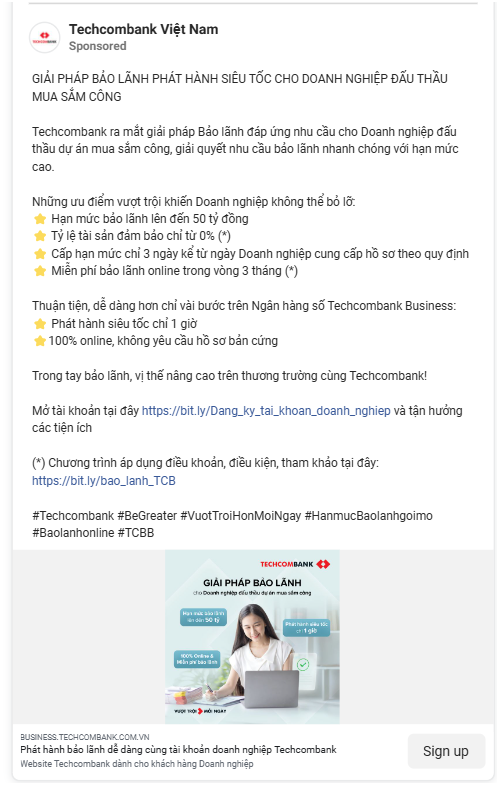 Techcombank Việt Nam
Sponsored
GIẢI PHÁP BẢO LÃNH PHÁT HÀNH SIÊU TỐC CHO DOANH NGHIỆP ĐẤU THẦU
MUA SẮM CÔNG
Techcombank ra mắt giải pháp Bảo lãnh đáp ứng nhu cầu cho Doanh nghiệp đấu
thầu dự án mua sắm công, giải quyết nhu cầu bảo lãnh nhanh chóng với hạn mức
cao.
Những ưu điểm vượt trội khiến Doanh nghiệp không thể bỏ lỡ:
⭐ Hạn mức bảo lãnh lên đến 50 tỷ đồng
⭐ Tỷ lệ tài sản đảm bảo chỉ từ 0% (*)
⭐ Cấp hạn mức chỉ 3 ngày kể từ ngày Doanh nghiệp cung cấp hồ sơ theo quy định
⭐ Miễn phí bảo lãnh online trong vòng 3 tháng (*)
Thuận tiện, dễ dàng hơn chỉ vài bước trên Ngân hàng số Techcombank Business:
⭐ Phát hành siêu tốc chỉ 1 giờ
⭐100% online, không yêu cầu hồ sơ bản cứng
Trong tay bảo lãnh, vị thế nâng cao trên thương trường cùng Techcombank!
Mở tài khoản tại đây https://bit.ly/Dang_ky_tai_khoan_doanh_nghiep và tận hưởng
các tiện ích
(*) Chương trình áp dụng điều khoản, điều kiện, tham khảo tại đây:
https://bit.ly/bao_lanh_TCB
#Techcombank #BeGreater #VuotTroiHonMoiNgay #HanmucBaolanhgoimo
#Baolanhonline #TCBB
TECHCOMBANK
GIẢI PHÁP BẢO LÃNH
cho Doanh nghiệp đấu thầu dự án mua sắm công
Hạn mức bảo lãnh
lên đến 50 tỷ
Phát hành siêu tốc
chỉ 1 giờ
100% Online &
Miễn phí bảo lãnh
VƯỢT TRỘI MỖI NGÀY
BUSINESS.TECHCOMBANK.COM.VN
Phát hành bảo lãnh dễ dàng cùng tài khoản doanh nghiệp Techcombank
Website Techcombank dành cho khách hàng Doanh nghiệp
Sign up